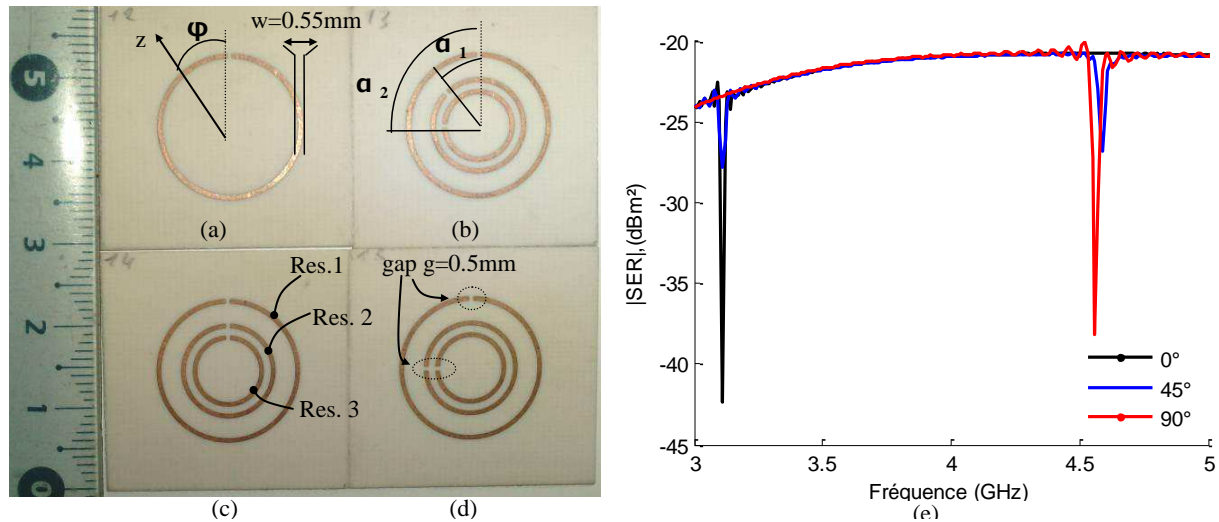 12
φ
z
w=0.55mm
(a)
13
α 1
α 2
(b)
14
Res.1
Res. 2
Res. 3
(c)
gap g=0.5mm
(d)
5
4
3
2
1
0
-20
-25
-30
-35
-40
-45
|SER|, (dBm²)
3
3.5
4
4.5
5
Fréquence (GHz)
0°
45°
90°
(e)